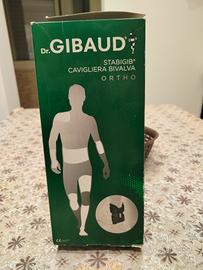 Dr. GIBAUD
STABIGIB®
CAVIGLIERA BIVALVA
ORTHO